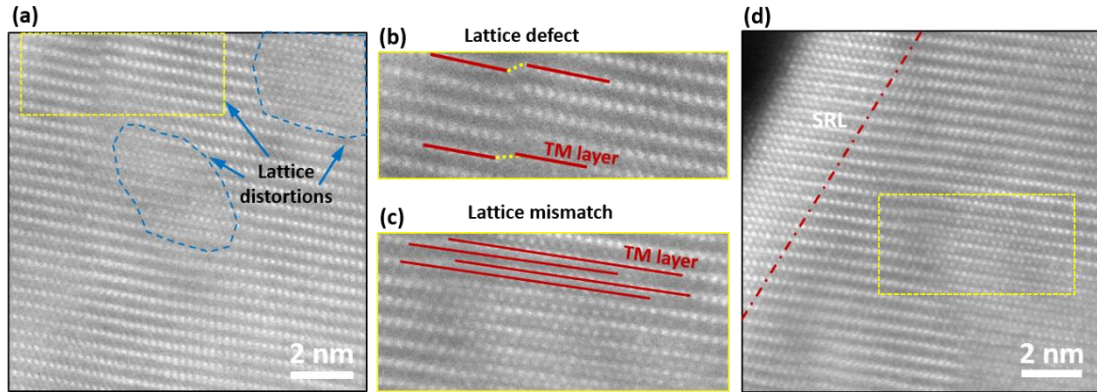 (a)
Lattice
distortions
2 nm
(b)
Lattice defect
TM layer
(c)
Lattice mismatch
TM layer
(d)
SRL
2 nm